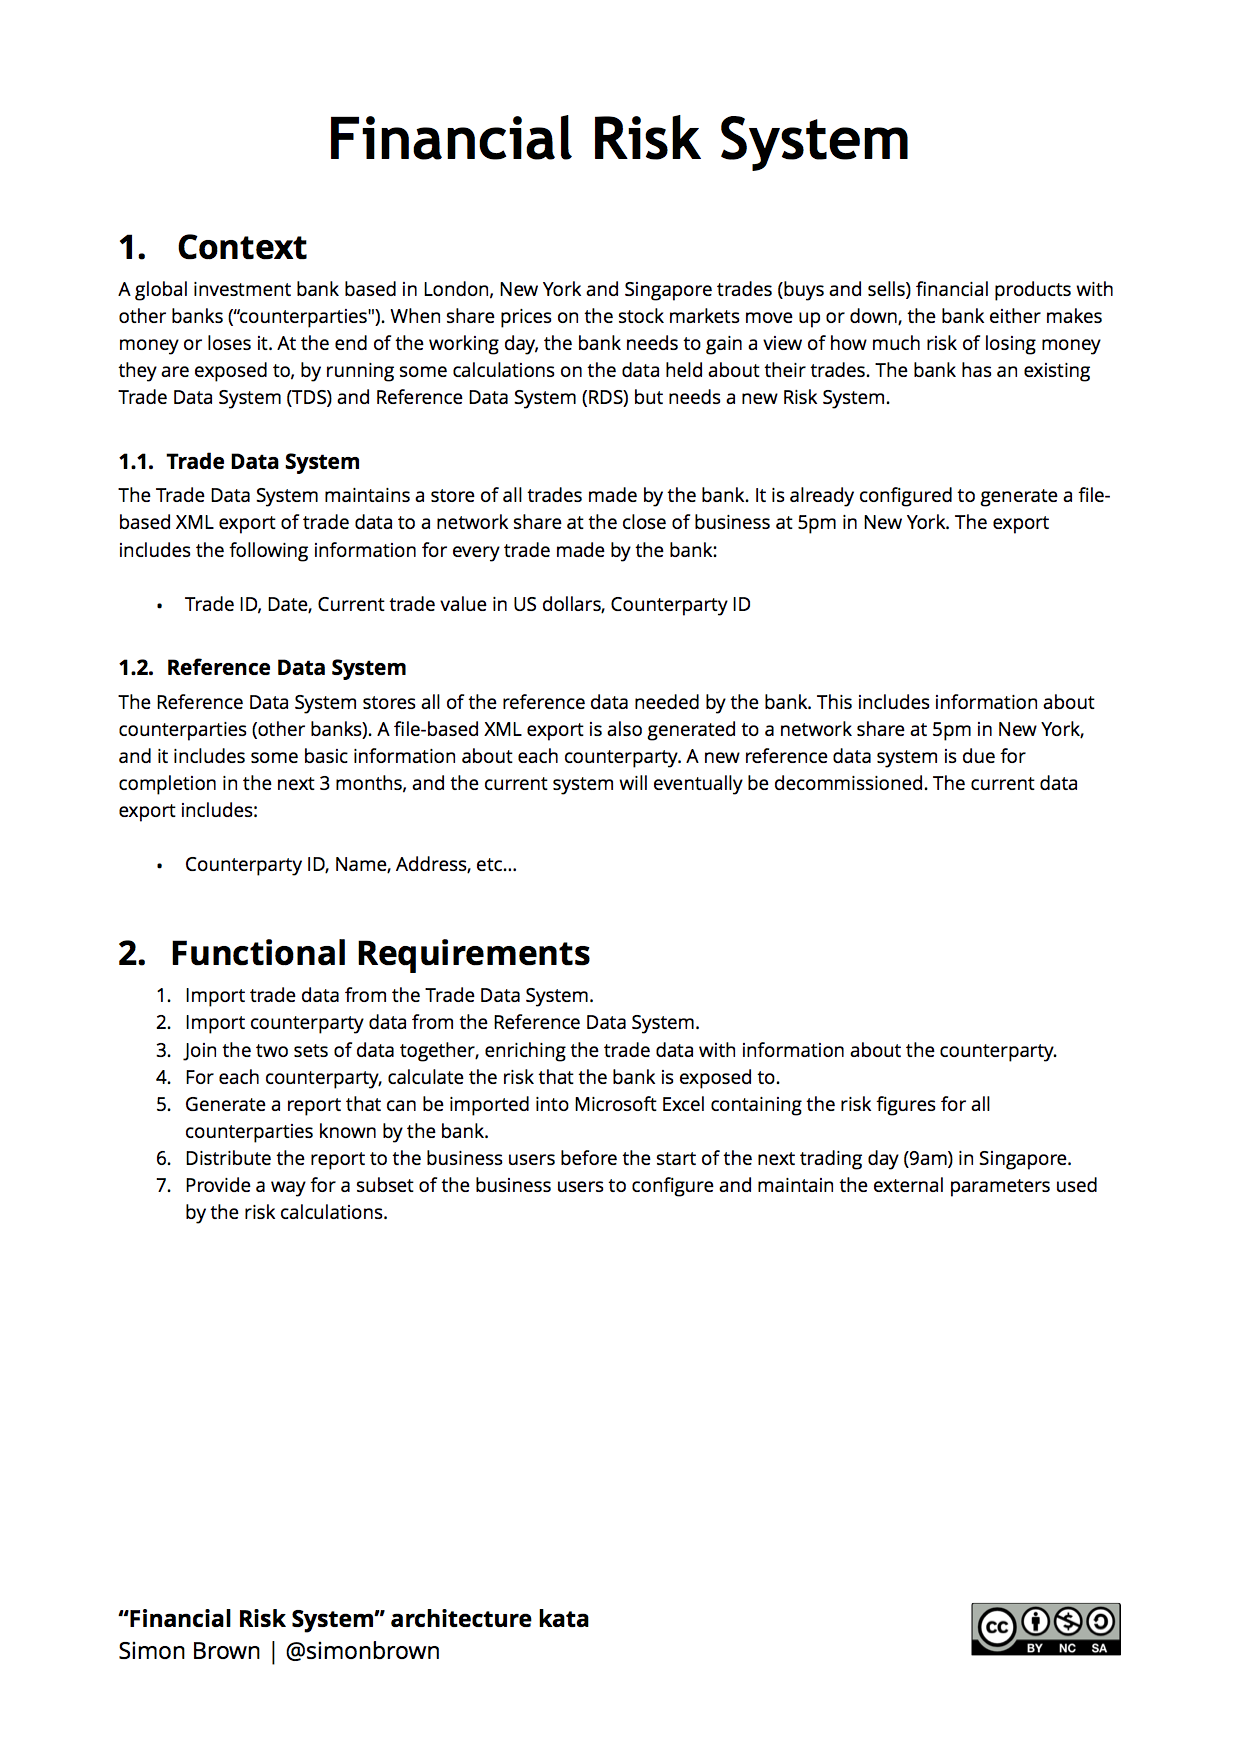 Financial Risk System
1. Context
A global investment bank based in London, New York and Singapore trades (buys and sells) financial products with
other banks (“counterparties"). When share prices on the stock markets move up or down, the bank either makes
money or loses it. At the end of the working day, the bank needs to gain a view of how much risk of losing money
they are exposed to, by running some calculations on the data held about their trades. The bank has an existing
Trade Data System (TDS) and Reference Data System (RDS) but needs a new Risk System.
1.1. Trade Data System
The Trade Data System maintains a store of all trades made by the bank. It is already configured to generate a file-
based XML export of trade data to a network share at the close of business at 5pm in New York. The export
includes the following information for every trade made by the bank:
• Trade ID, Date, Current trade value in US dollars, Counterparty ID
1.2. Reference Data System
The Reference Data System stores all of the reference data needed by the bank. This includes information about
counterparties (other banks). A file-based XML export is also generated to a network share at 5pm in New York,
and it includes some basic information about each counterparty. A new reference data system is due for
completion in the next 3 months, and the current system will eventually be decommissioned. The current data
export includes:
• Counterparty ID, Name, Address, etc…
2. Functional Requirements
1. Import trade data from the Trade Data System.
2. Import counterparty data from the Reference Data System.
3. Join the two sets of data together, enriching the trade data with information about the counterparty.
4. For each counterparty, calculate the risk that the bank is exposed to.
5. Generate a report that can be imported into Microsoft Excel containing the risk figures for all
counterparties known by the bank.
6. Distribute the report to the business users before the start of the next trading day (9am) in Singapore.
7. Provide a way for a subset of the business users to configure and maintain the external parameters used
by the risk calculations.
“Financial Risk System” architecture kata
Simon Brown | @simonbrown
cc
BY NC SA